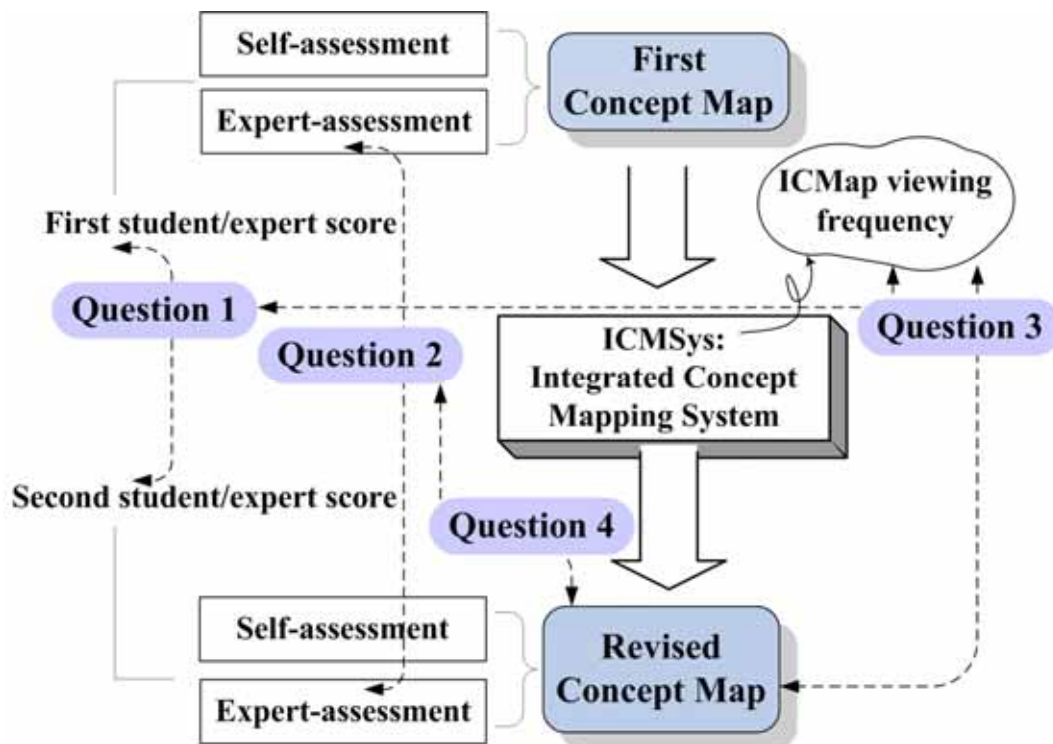 Self-assessment
First
Concept Map
Expert-assessment
ICMap viewing
frequency
First student/expert score
Question 1
Question 3
Question 2
ICMSys:
Integrated Concept
Mapping System
Second student/expert score
Question 4
Self-assessment
Revised
Concept Map
Expert-assessment